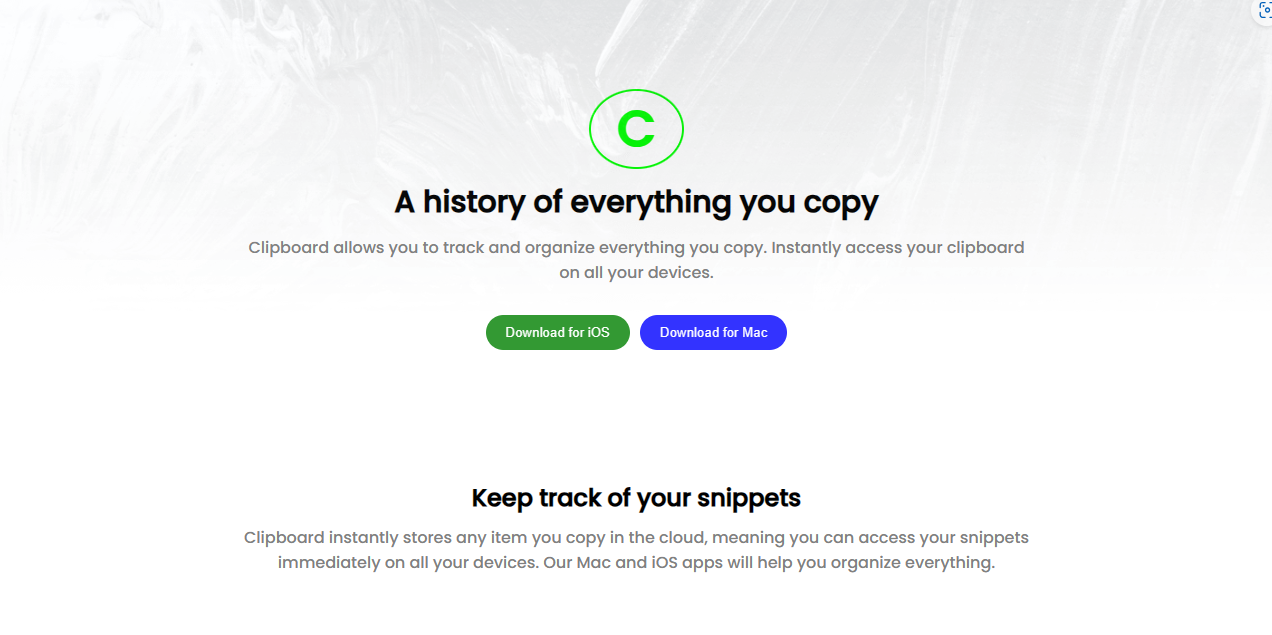 C
A history of everything you copy
Clipboard allows you to track and organize everything you copy. Instantly access your clipboard
on all your devices.
Download for iOS
Download for Mac
Keep track of your snippets
Clipboard instantly stores any item you copy in the cloud, meaning you can access your snippets
immediately on all your devices. Our Mac and iOS apps will help you organize everything.